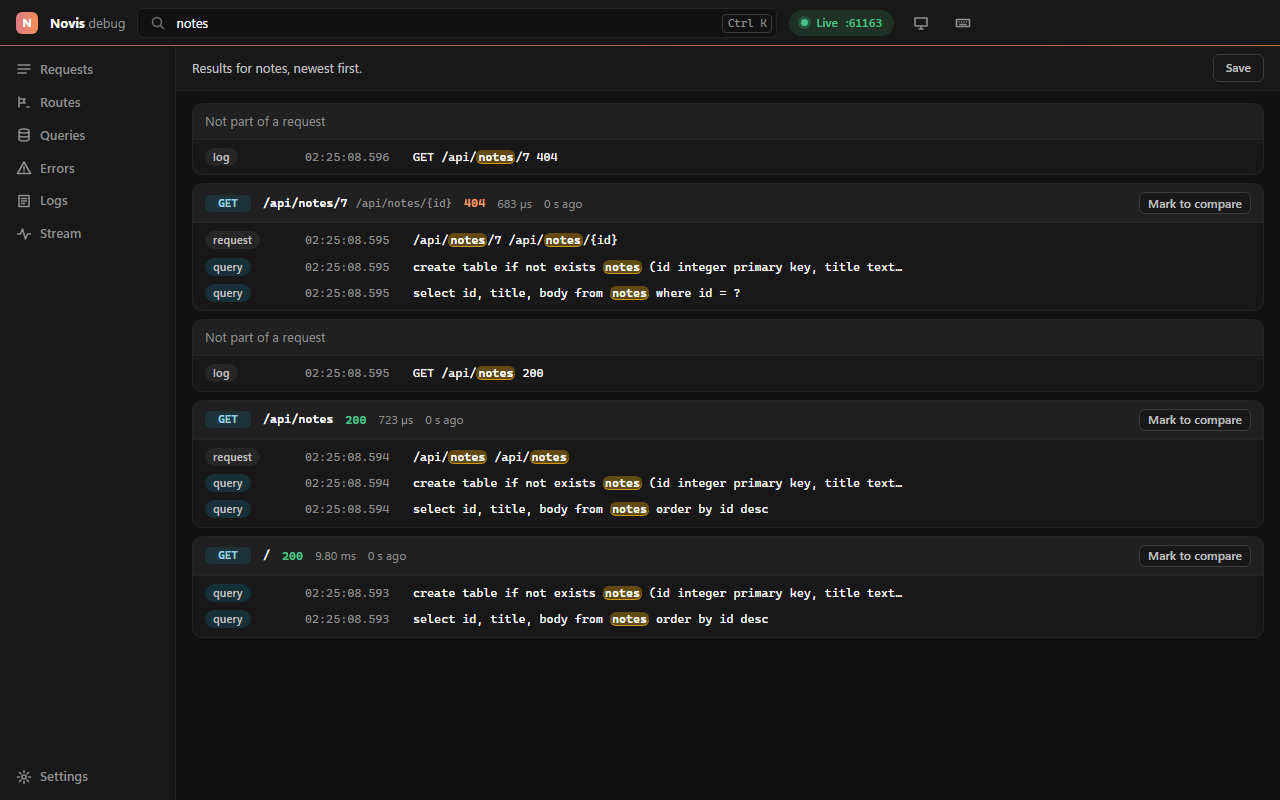 N Novis debug notes Ctrl K Live :61163
Requests
Routes
Queries
Errors
Logs
Stream
Settings
Results for notes, newest first. Save
Not part of a request
log 02:25:08.596 GET /api/notes/7 404
GET /api/notes/7 /api/notes/{id} 404 683 µs 0 s ago Mark to compare
request 02:25:08.595 /api/notes/7 /api/notes/{id}
query 02:25:08.595 create table if not exists notes (id integer primary key, title text…
query 02:25:08.595 select id, title, body from notes where id = ?
Not part of a request
log 02:25:08.595 GET /api/notes 200
GET /api/notes 200 723 µs 0 s ago Mark to compare
request 02:25:08.594 /api/notes /api/notes
query 02:25:08.594 create table if not exists notes (id integer primary key, title text…
query 02:25:08.594 select id, title, body from notes order by id desc
GET / 200 9.80 ms 0 s ago Mark to compare
query 02:25:08.593 create table if not exists notes (id integer primary key, title text…
query 02:25:08.593 select id, title, body from notes order by id desc